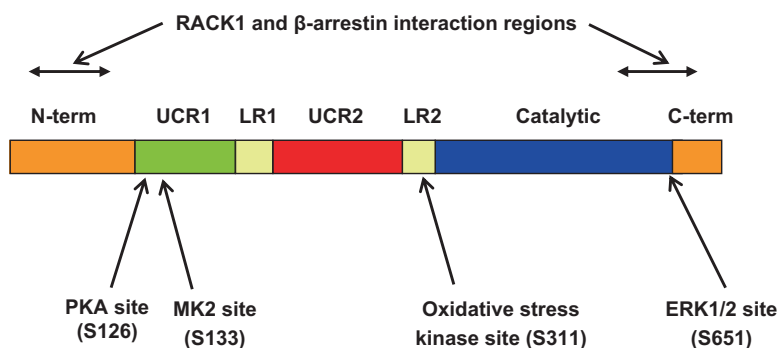 RACK1 and β-arrestin interaction regions
N-term UCR1 LR1 UCR2 LR2 Catalytic C-term
PKA site
(S126)
MK2 site
(S133)
Oxidative stress
kinase site (S311)
ERK1/2 site
(S651)